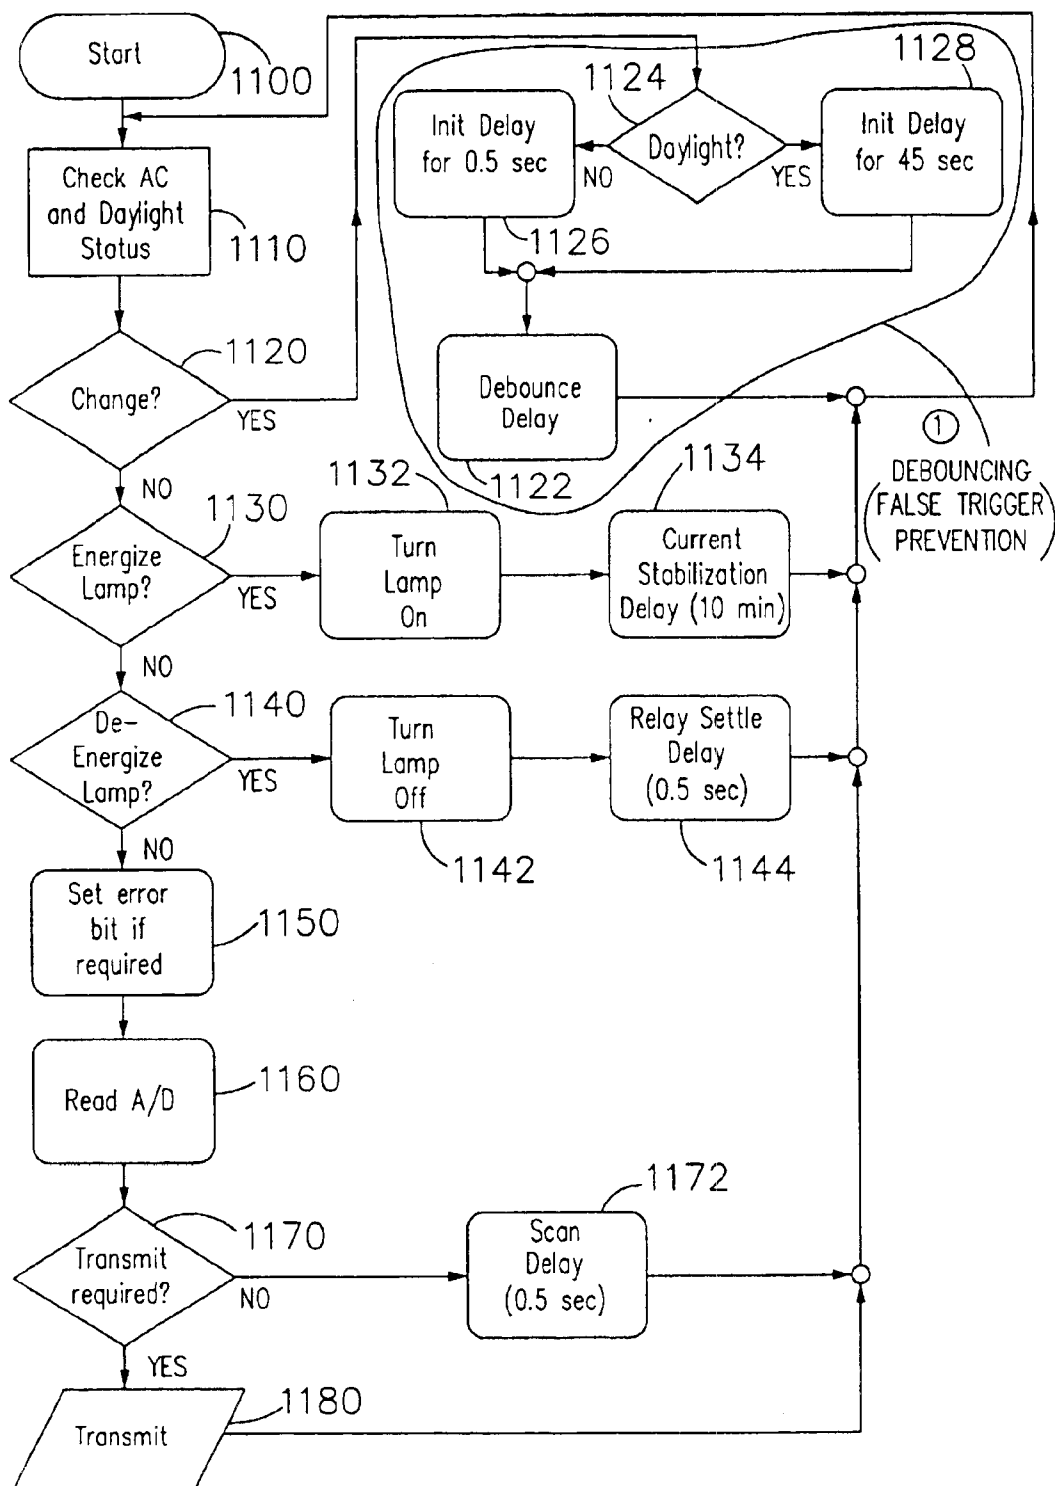 Start
1100
Check AC
and Daylight
Status
1110
Change?
1120
YES
NO
1124
Daylight?
NO
YES
Init Delay
for 0.5 sec
1126
1128
Init Delay
for 45 sec
Debounce
Delay
1122
1
DEBOUNCING
FALSE TRIGGER
PREVENTION
Energize
Lamp?
1130
YES
NO
1132
Turn
Lamp
On
1134
Current
Stabilization
Delay (10 min)
De-
Energize
Lamp?
1140
YES
NO
Turn
Lamp
Off
1142
Relay Settle
Delay
(0.5 sec)
1144
Set error
bit if
required
1150
Read A/D
1160
Transmit
required?
1170
NO
YES
1172
Scan
Delay
(0.5 sec)
Transmit
1180